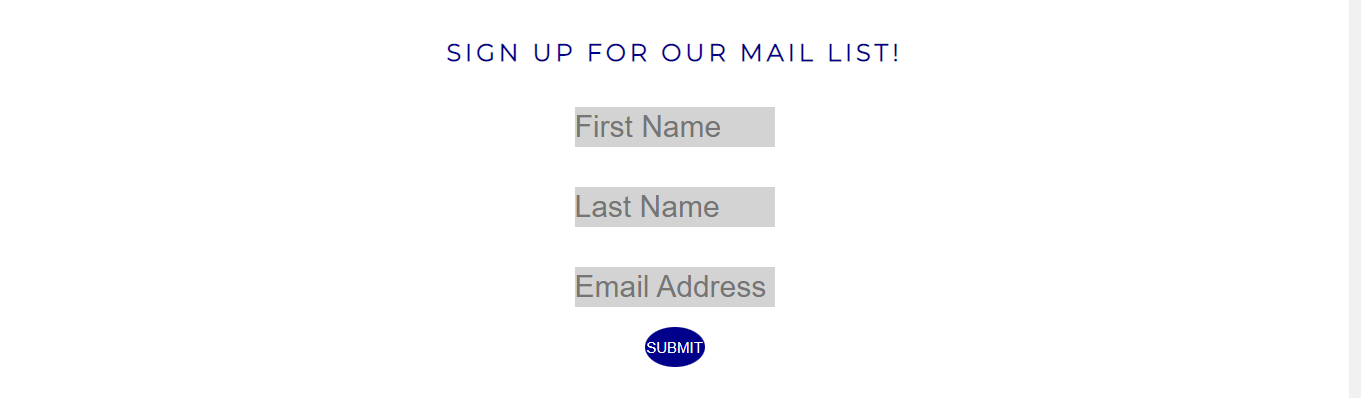 SIGN UP FOR OUR MAIL LIST!
First Name
Last Name
Email Address
SUBMIT